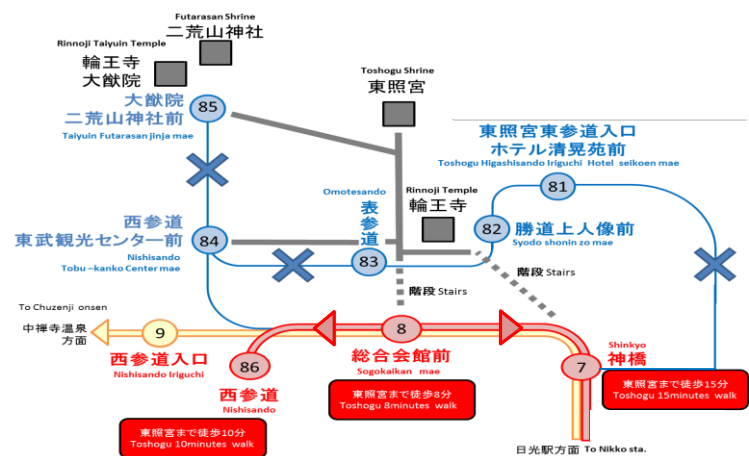 Futarasan Shrine
二荒山神社
Rinnoji Taiyuin Temple
輪王寺
大猷院
Toshogu Shrine
東照宮
大猷院
二荒山神社前
Taiyuin Futarasan jinja mae
85
東照宮東参道入口
ホテル清晃苑前
Toshogu Higashisando Iriguchi Hotel seikoen mae
81
Omotesando
表参道
83
Rinnoji Temple
輪王寺
82
勝道上人像前
Syodo shonin zo mae
西参道
東武観光センター前
Nishisando
Tobu-kanko Center mae
84
階段 Stairs
階段 Stairs
To Chuzenji onsen
中禅寺温泉
方面
9
西参道入口
Nishisando Iriguchi
86
西参道
Nishisando
8
総合会館前
Sogokaikan mae
Shinkyo
神橋
7
東照宮まで徒歩10分
Toshogu 10minutes walk
東照宮まで徒歩8分
Toshogu 8minutes walk
東照宮まで徒歩15分
Toshogu 15minutes walk
日光駅方面 To Nikko sta.